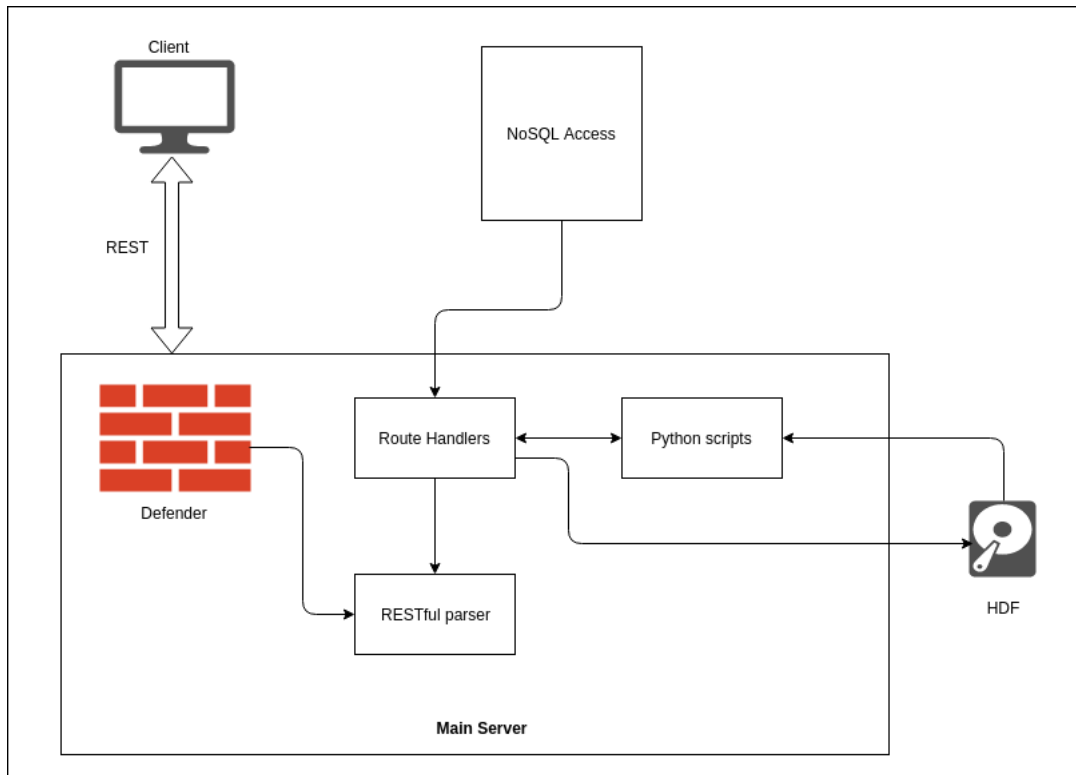 Client
NoSQL Access
REST
Route Handlers
Python scripts
Defender
RESTful parser
HDF
Main Server